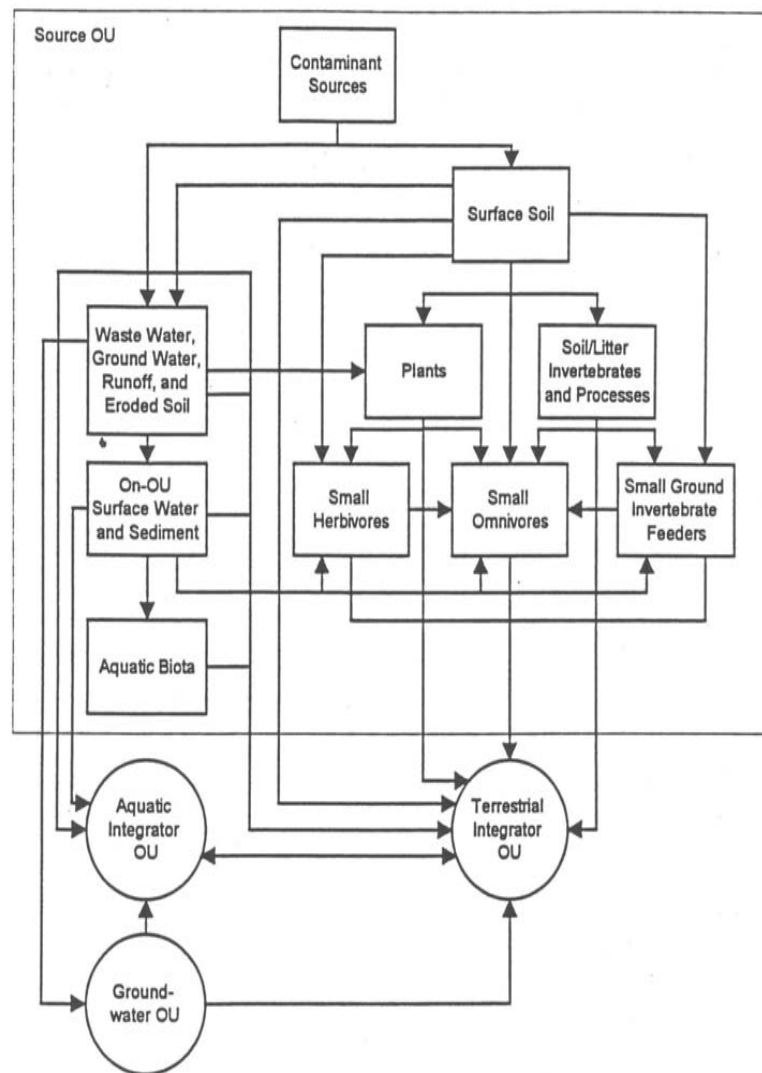 Source OU
Contaminant
Sources
Surface Soil
Waste Water,
Ground Water,
Runoff, and
Eroded Soil
Plants
Soil/Litter
Invertebrates
and Processes
On-OU
Surface Water
and Sediment
Small
Herbivores
Small
Omnivores
Small Ground
Invertebrate
Feeders
Aquatic Biota
Aquatic
Integrator
OU
Terrestrial
Integrator
OU
Ground-
water OU